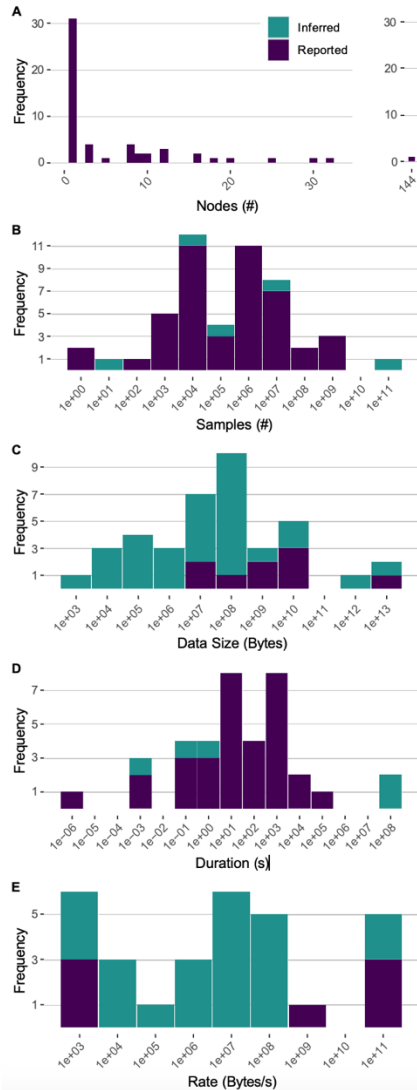 A
Inferred
Reported
Frequency
30
20
10
0
30
20
10
0
0
10
20
30
144
Nodes (#)
B
Frequency
11
9
7
5
3
1
1e+00
1e+01
1e+02
1e+03
1e+04
1e+05
1e+06
1e+07
1e+08
1e+09
1e+10
1e+11
Samples (#)
C
Frequency
9
7
5
3
1
1e+03
1e+04
1e+05
1e+06
1e+07
1e+08
1e+09
1e+10
1e+11
1e+12
1e+13
Data Size (Bytes)
D
Frequency
7
5
3
1
1e−06
1e−05
1e−04
1e−03
1e−02
1e−01
1e+00
1e+01
1e+02
1e+03
1e+04
1e+05
1e+06
1e+07
1e+08
Duration (s)
E
Frequency
5
3
1
1e+03
1e+04
1e+05
1e+06
1e+07
1e+08
1e+09
1e+10
1e+11
Rate (Bytes/s)